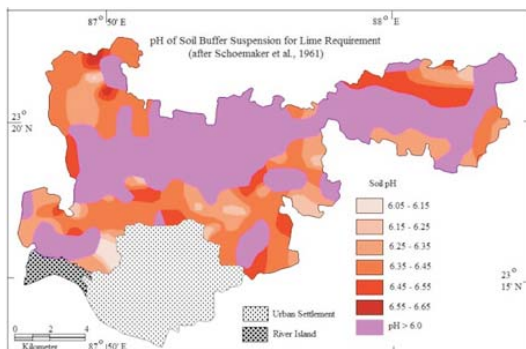 87° 50' E
88° E
pH of Soil Buffer Suspension for Lime Requirement
(after Schoemaker et al., 1961)
23°
20' N
Soil pH
6.05 - 6.15
6.15 - 6.25
6.25 - 6.35
6.35 - 6.45
6.45 - 6.55
6.55 - 6.65
pH > 6.0
23°
15' N
Urban Settlement
River Island
0 2 4
Kilometer
87° 50' E